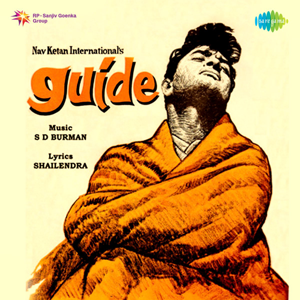 RP-Sanjiv Goenka
Group
SAREGAMA
Nav Ketan International's
guide
Music
S D BURMAN
Lyrics
SHAILENDRA